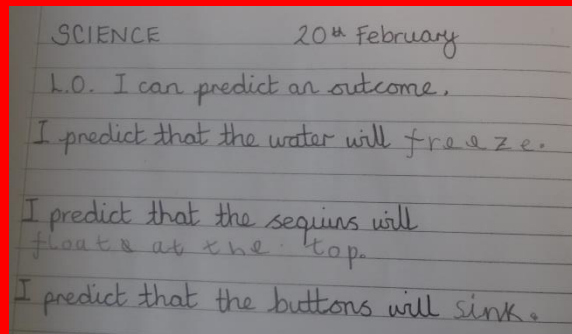 SCIENCE 20th February
L.O. I can predict an outcome.
I predict that the water will freeze.
I predict that the sequins will
floats at the top.
I predict that the buttons will sink.